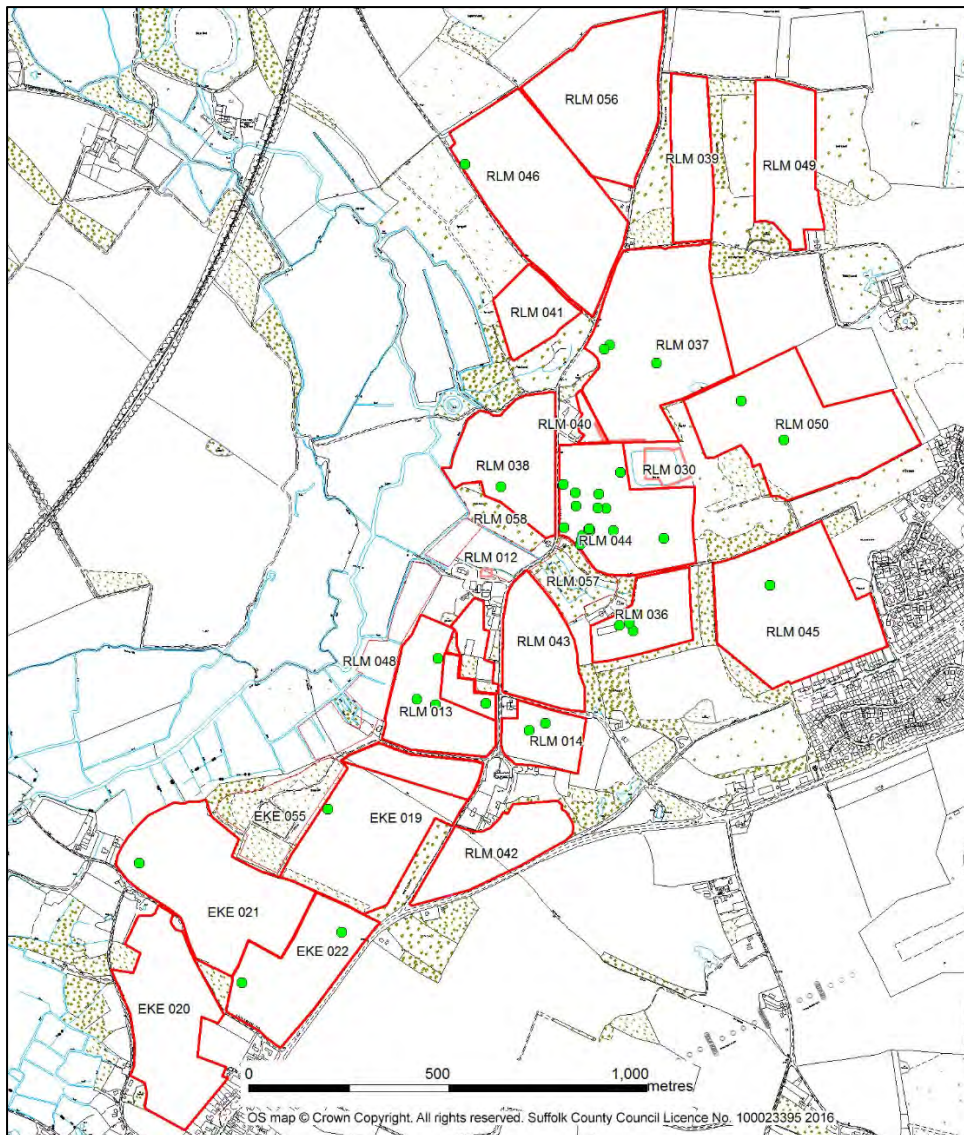 RLM 056
RLM 039
RLM 049
RLM 046
RLM 041
RLM 037
RLM 040
RLM 050
RLM 038
RLM 030
RLM 058
RLM 044
RLM 012
RLM 057
RLM 036
RLM 043
RLM 045
RLM 048
RLM 013
RLM 014
EKE 055
EKE 019
RLM 042
EKE 021
EKE 022
EKE 020
0 500 1,000 metres
OS map © Crown Copyright. All rights reserved. Suffolk County Council Licence No. 100023395 2016